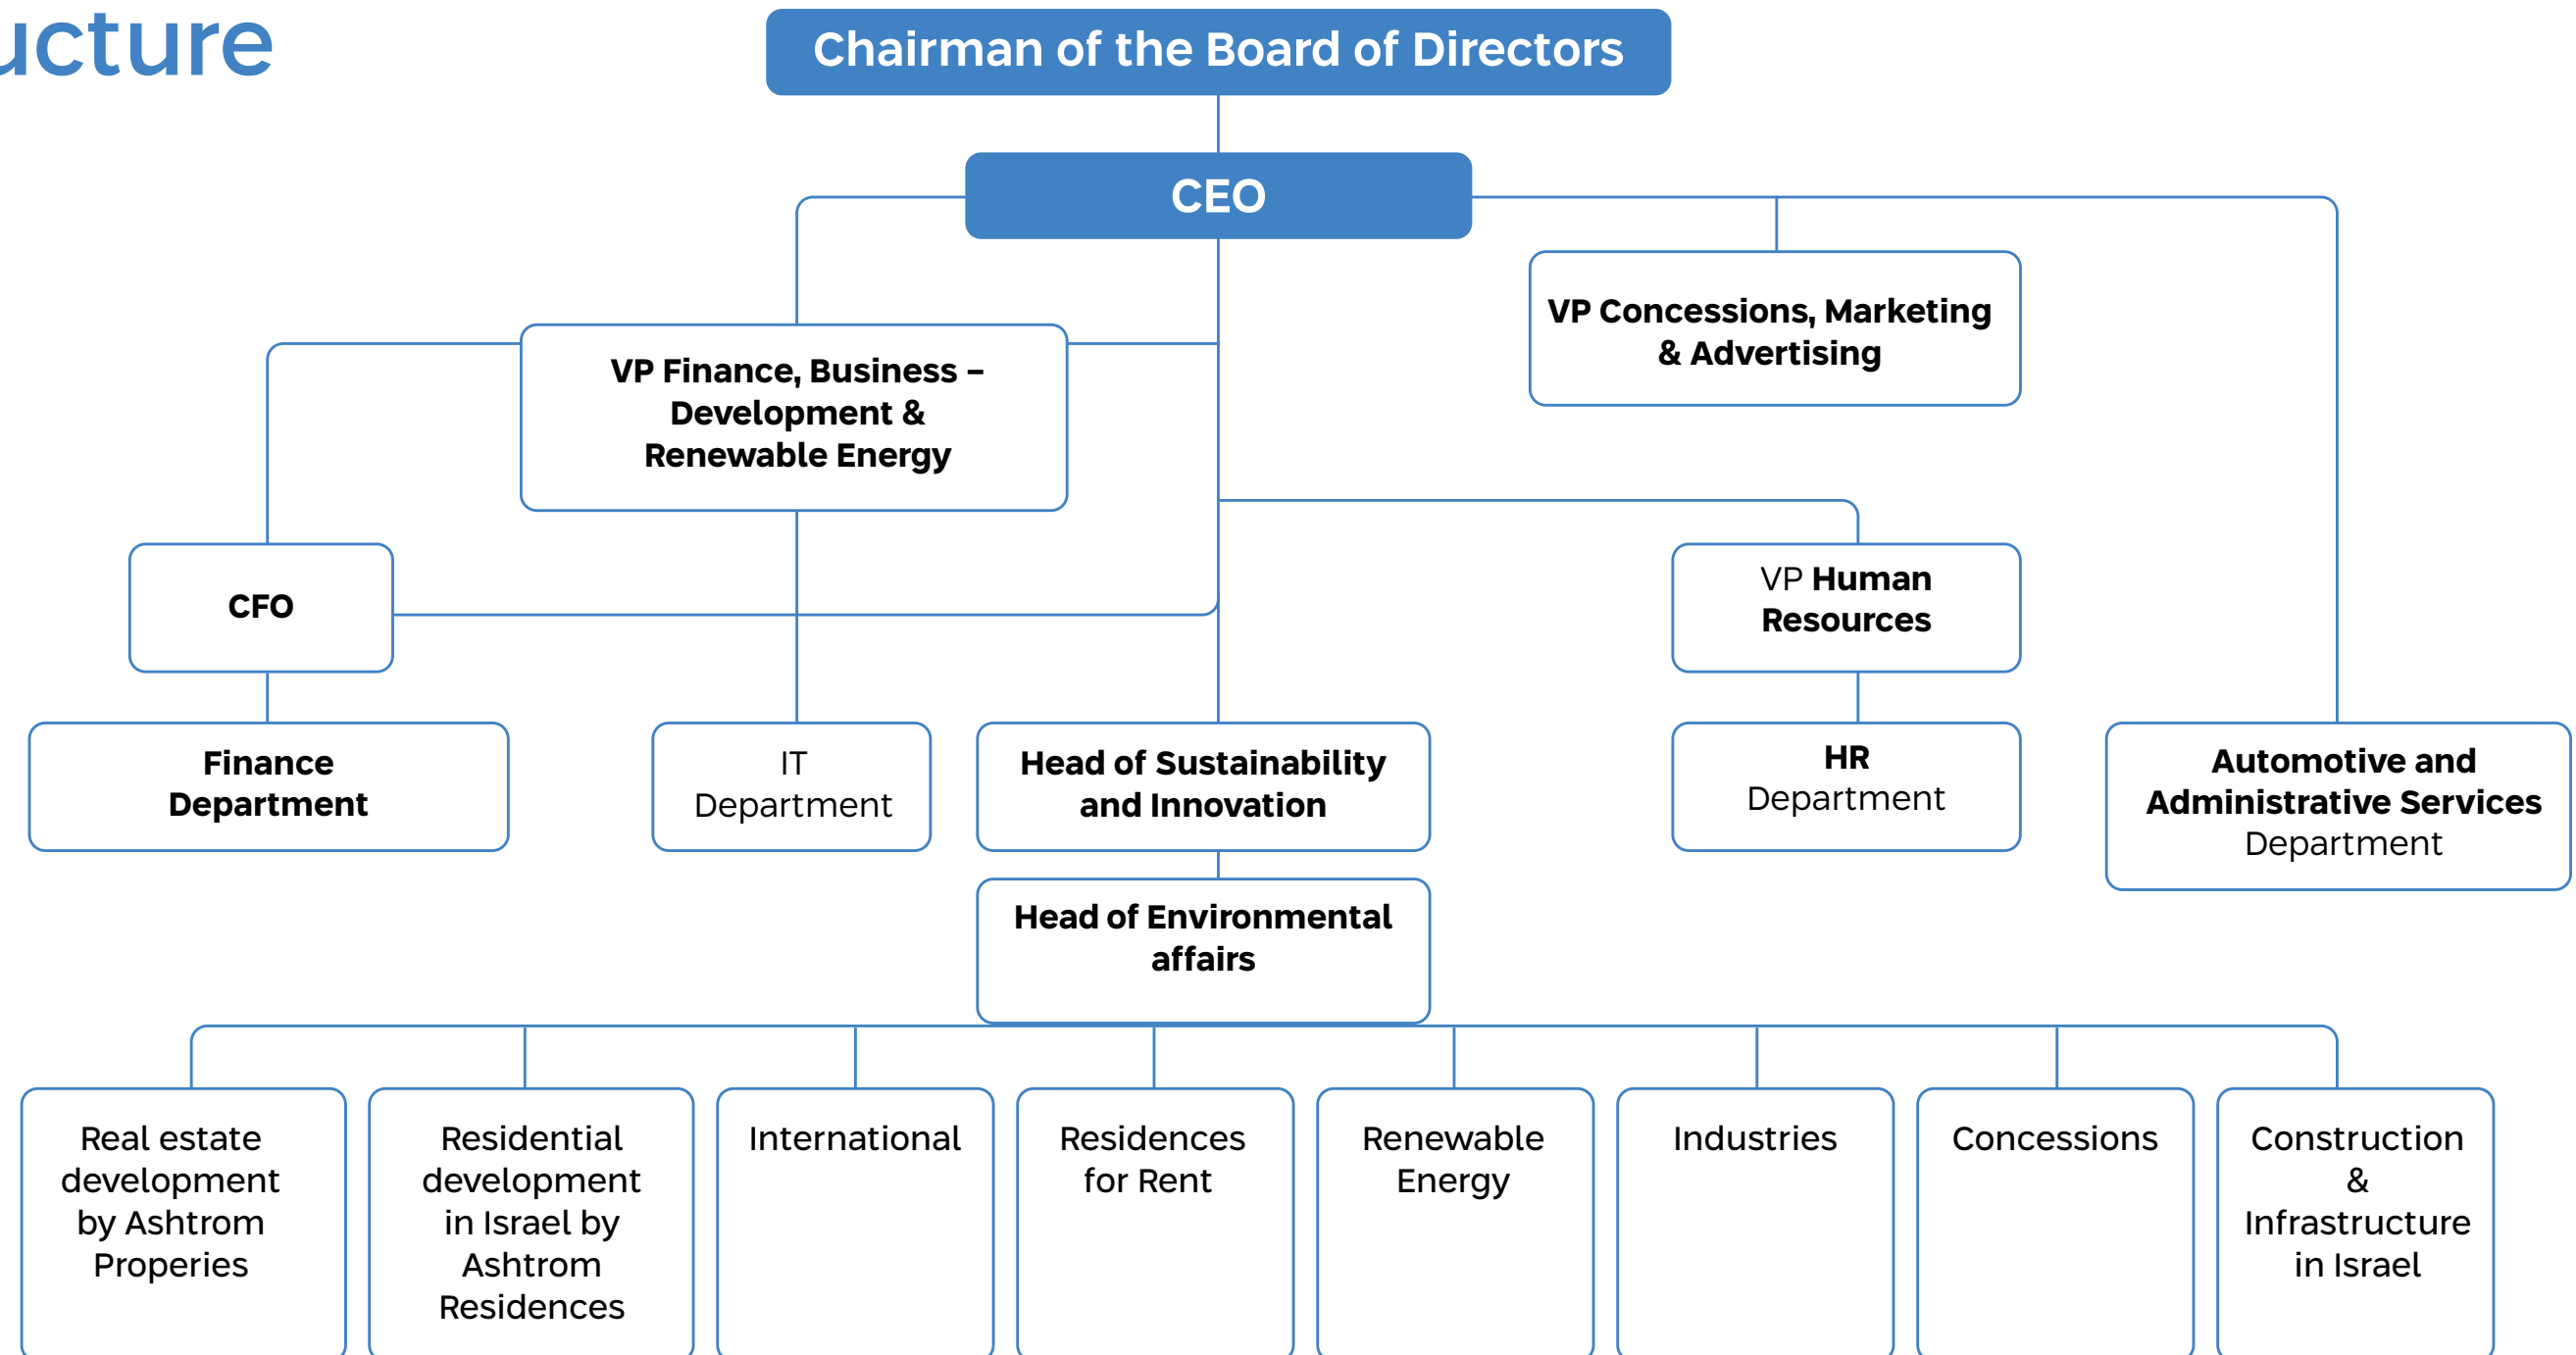 ucture
Chairman of the Board of Directors
CEO
VP Concessions, Marketing
& Advertising
VP Finance, Business –
Development &
Renewable Energy
CFO
VP Human
Resources
Finance
Department
IT
Department
Head of Sustainability
and Innovation
HR
Department
Automotive and
Administrative Services
Department
Head of Environmental
affairs
Real estate
development
by Ashtrom
Properies
Residential
development
in Israel by
Ashtrom
Residences
International
Residences
for Rent
Renewable
Energy
Industries
Concessions
Construction
&
Infrastructure
in Israel